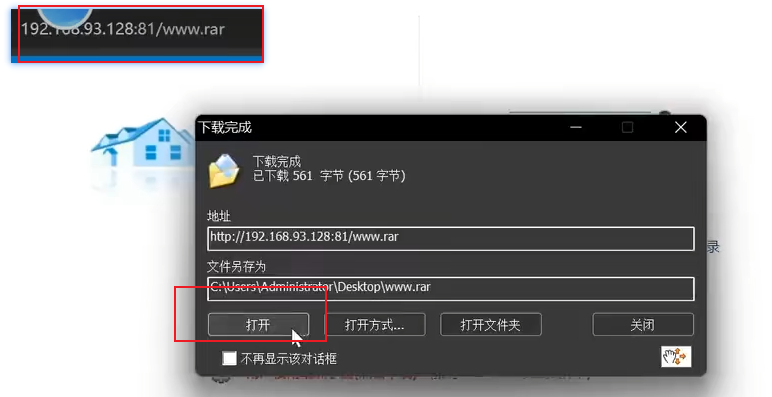 192.168.93.128:81/www.rar
下载完成
下载完成
已下载 561 字节 (561 字节)
地址
http://192.168.93.128:81/www.rar
录
文件另存为
C:\Users\Administrator\Desktop\www.rar
打开
打开方式...
打开文件夹
关闭
不再显示该对话框